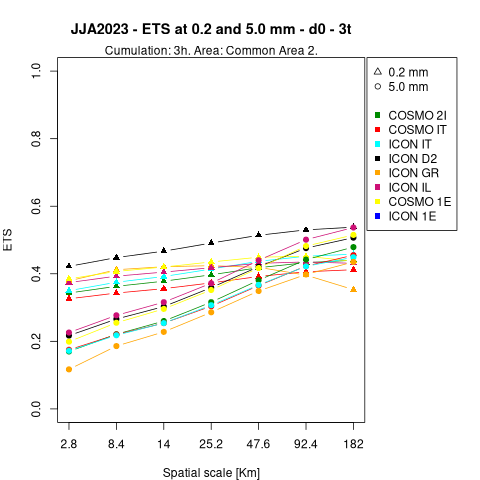 JJA2023 - ETS at 0.2 and 5.0 mm - d0 - 3t
Cumulation: 3h. Area: Common Area 2.
0.2 mm
5.0 mm
COSMO 2I
COSMO IT
ICON IT
ICON D2
ICON GR
ICON IL
COSMO 1E
ICON 1E
ETS
1.0
0.8
0.6
0.4
0.2
0.0
2.8 8.4 14 25.2 47.6 92.4 182
Spatial scale [Km]